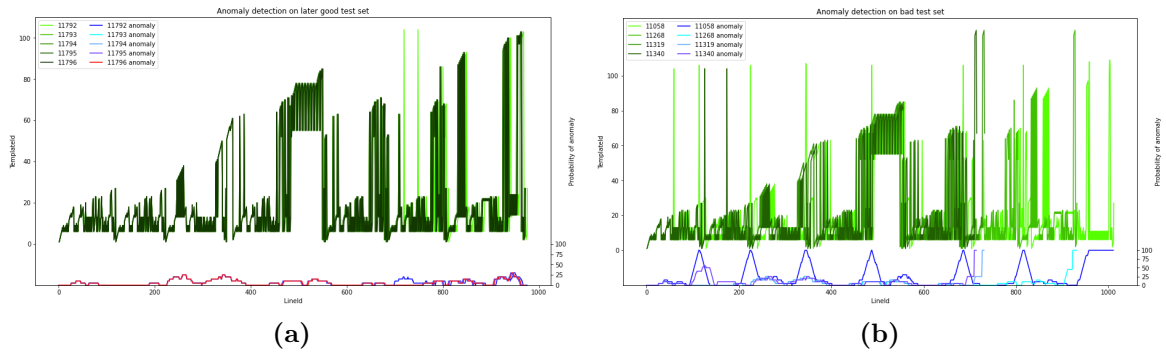 Anomaly detection on later good test set
11792
11793
11794
11795
11796
11792 anomaly
11793 anomaly
11794 anomaly
11795 anomaly
11796 anomaly
100
80
60
40
20
0
TemplateId
100
75
50
25
0
Probability of anomaly
0
200
400
600
800
1000
LineId
(a)
Anomaly detection on bad test set
11058
11268
11319
11340
11058 anomaly
11268 anomaly
11319 anomaly
11340 anomaly
120
100
80
60
40
20
0
TemplateId
100
75
50
25
0
Probability of anomaly
0
200
400
600
800
1000
LineId
(b)